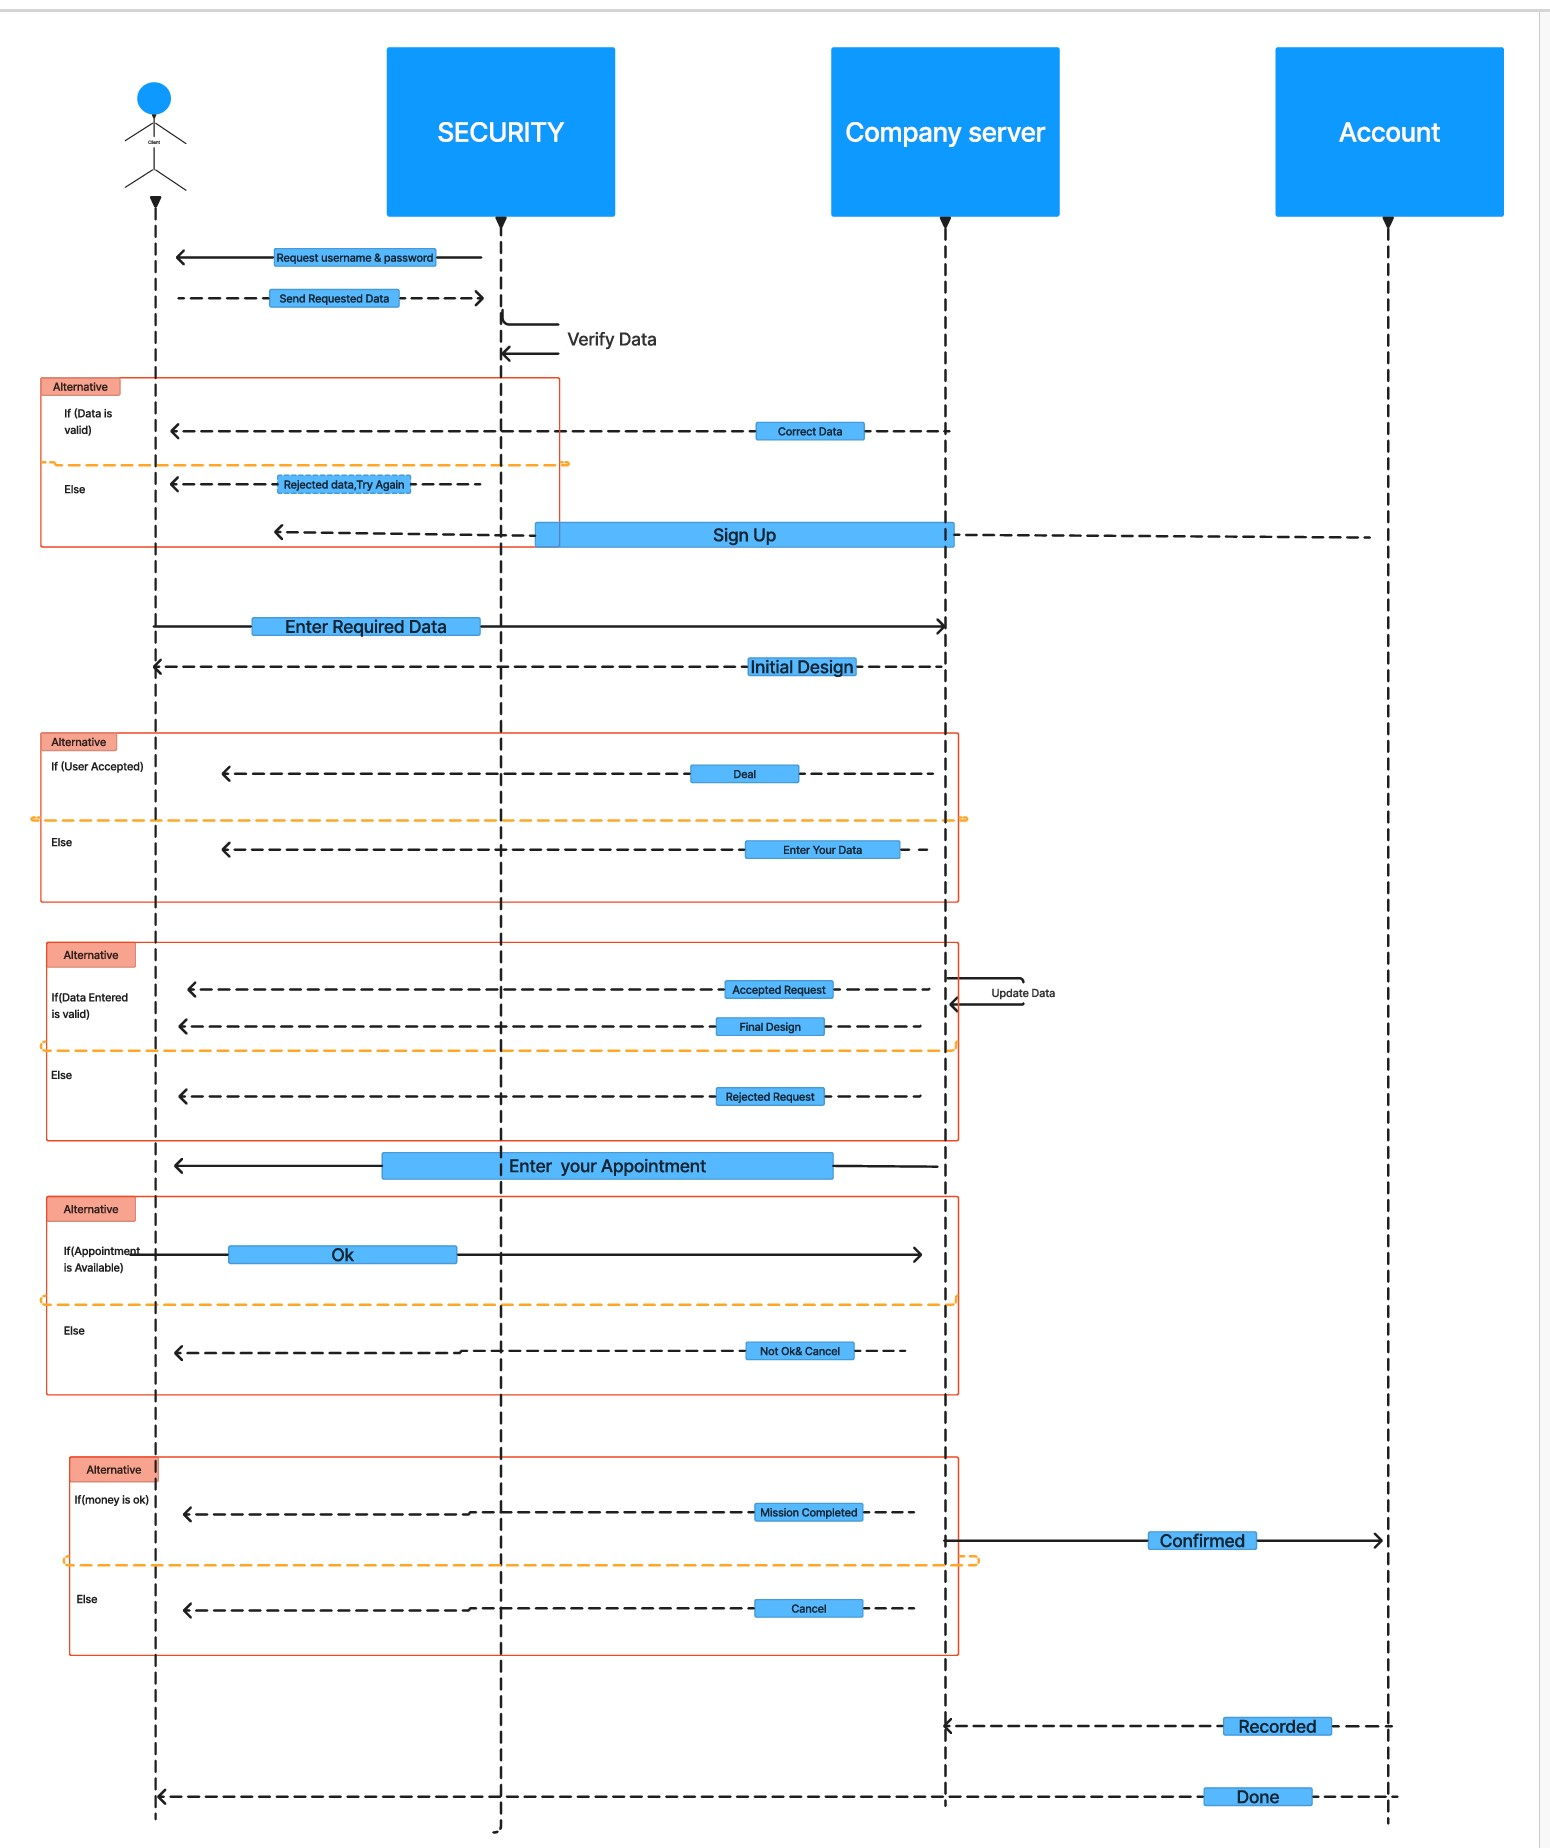 SECURITY
Company server
Account
Client
Request username & password
Send Requested Data
Verify Data
Alternative
If (Data is
valid)
Correct Data
Else
Rejected data,Try Again
Sign Up
Enter Required Data
Initial Design
Alternative
If (User Accepted)
Deal
Else
Enter Your Data
Alternative
If(Data Entered
is valid)
Accepted Request
Update Data
Final Design
Else
Rejected Request
Enter your Appointment
Alternative
If(Appointment
is Available)
Ok
Else
Not Ok& Cancel
Alternative
If(money is ok)
Mission Completed
Confirmed
Else
Cancel
Recorded
Done